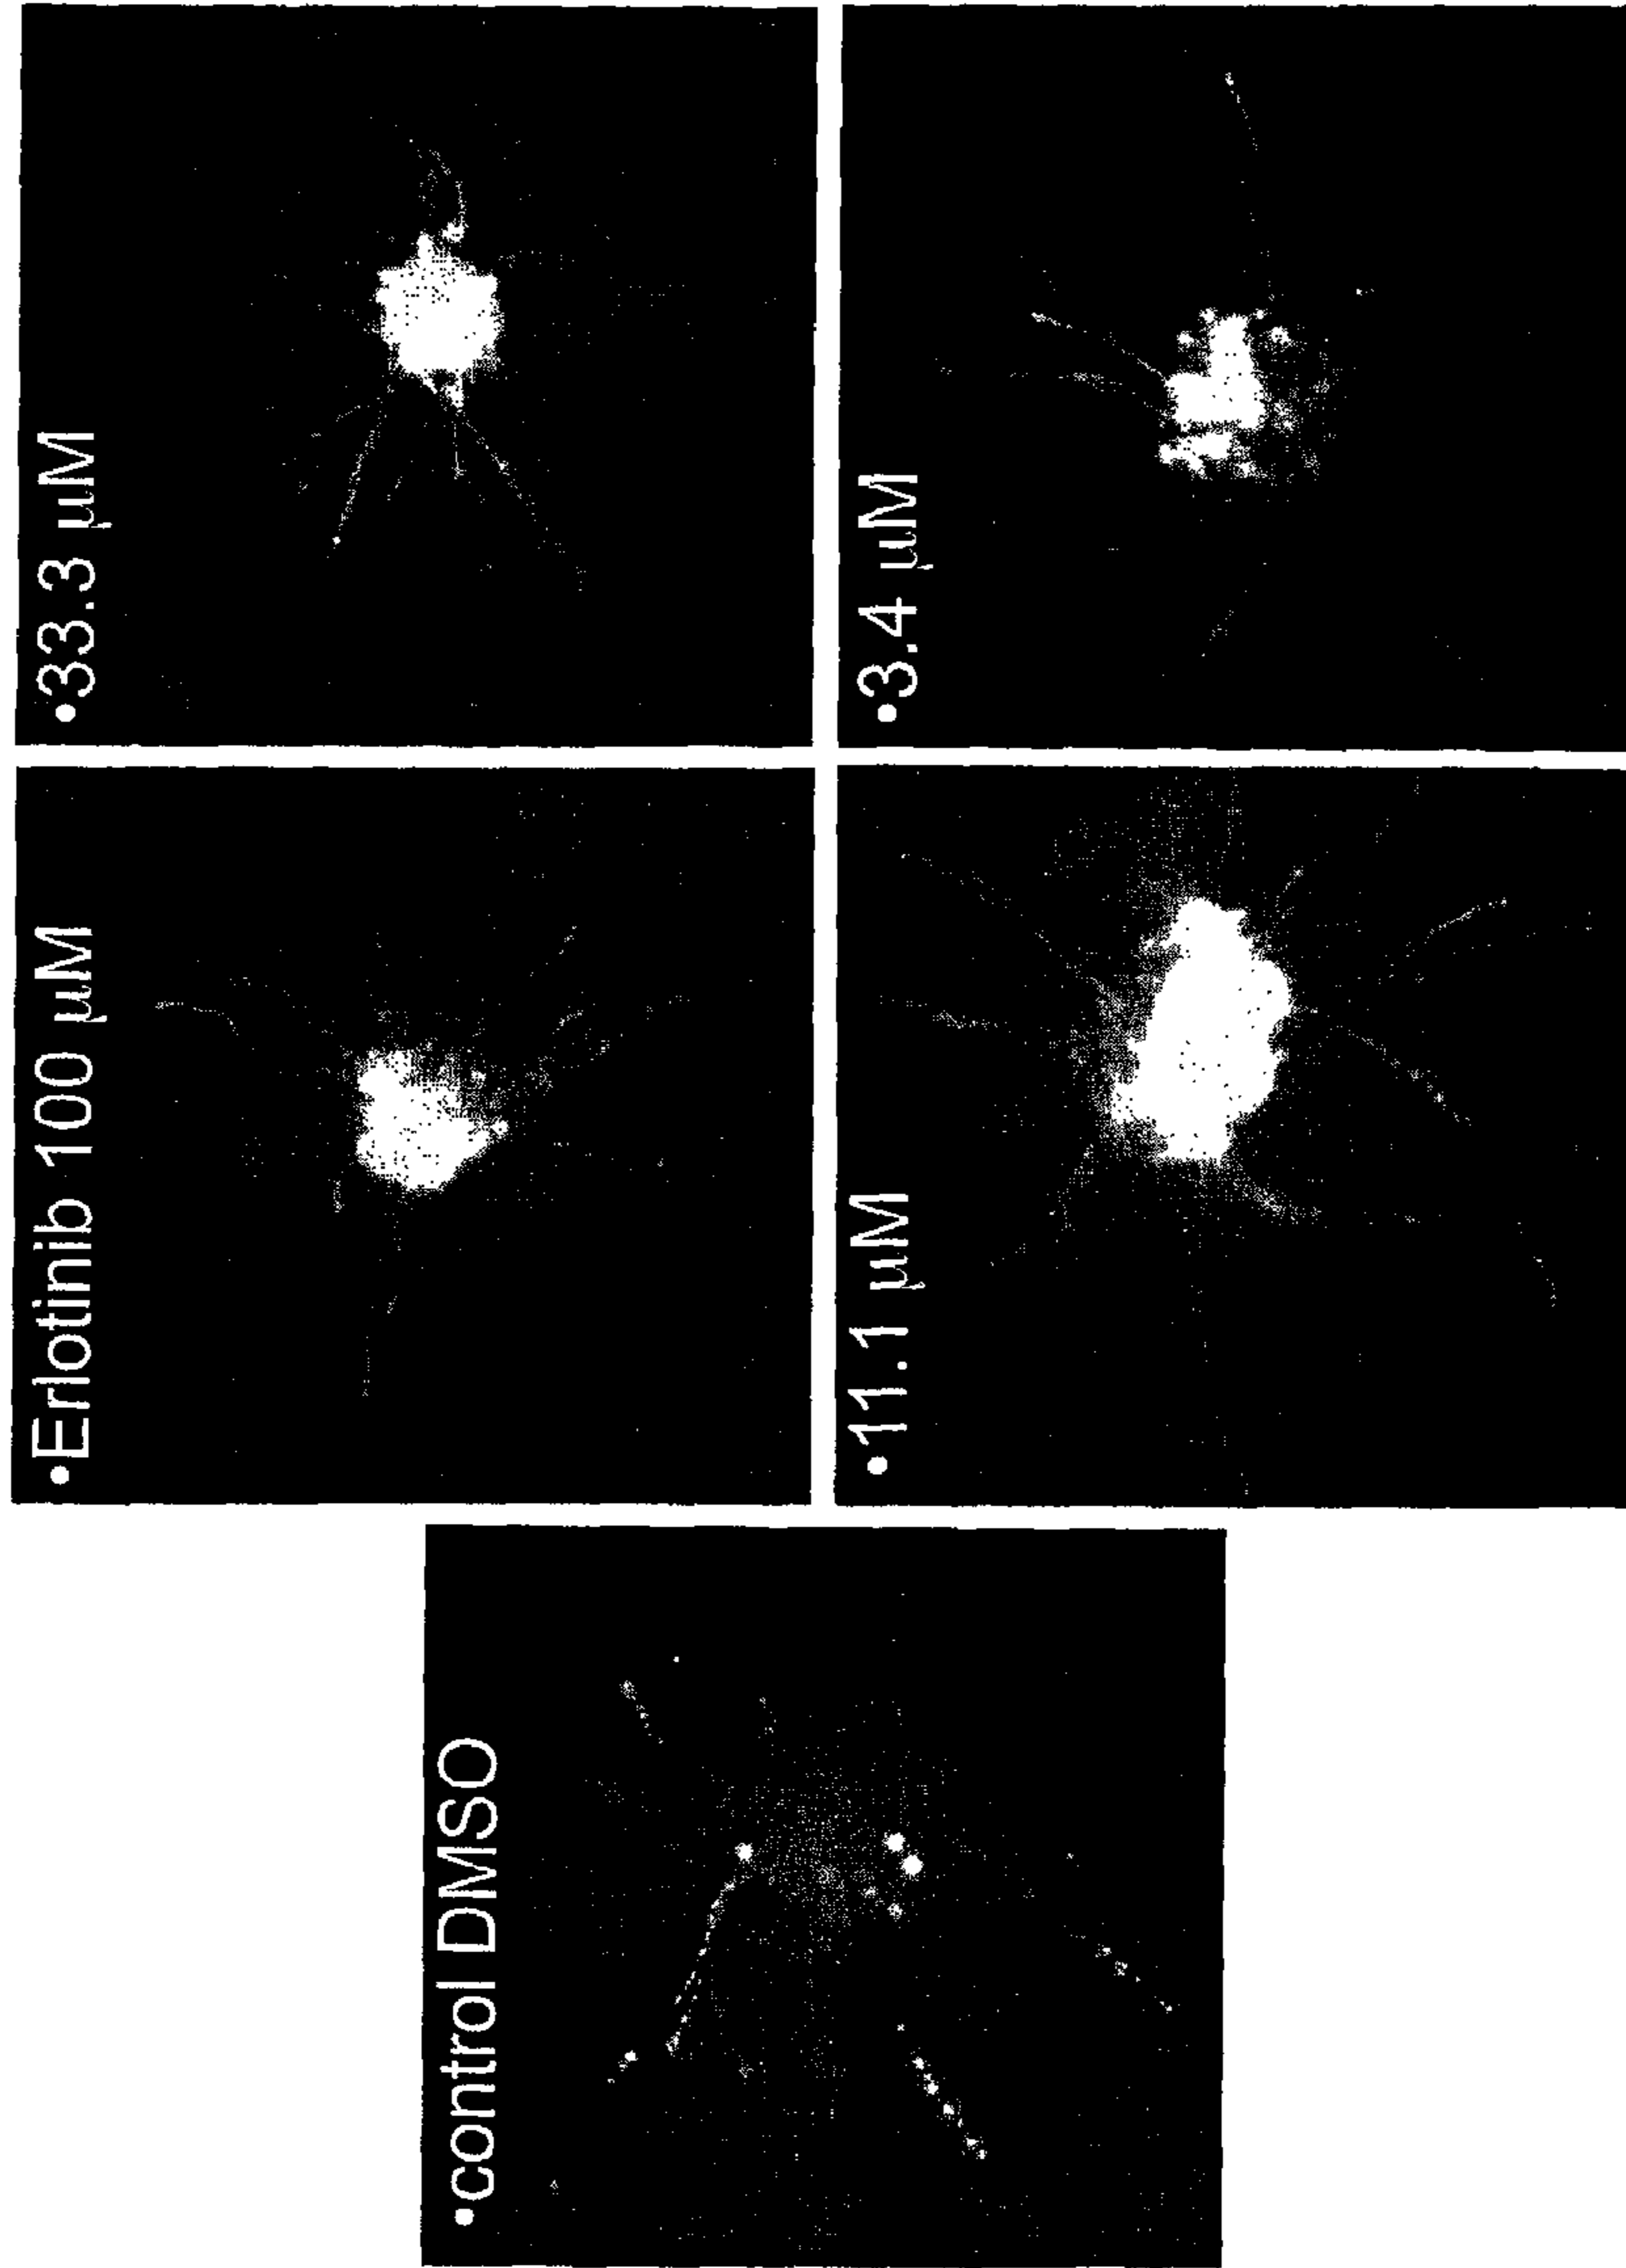 •control DMSO
•Erlotinib 100 µM
•33.3 µM
•11.1 µM
•3.4 µM